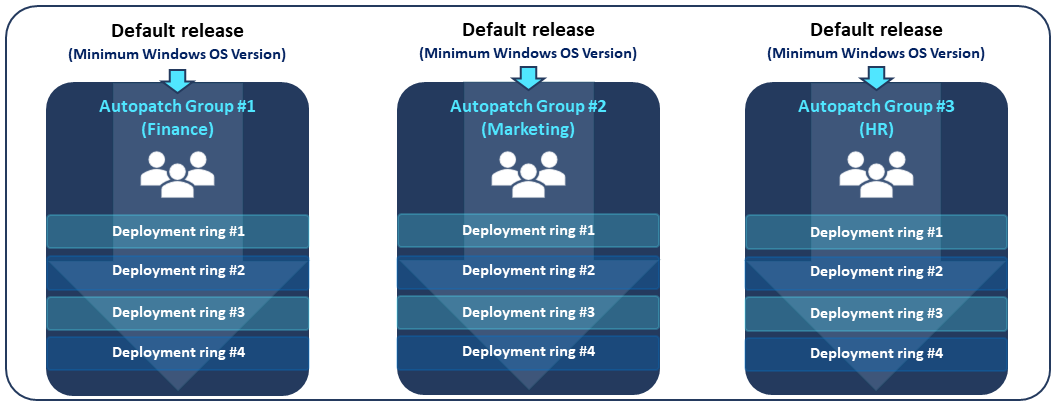 Default release
(Minimum Windows OS Version)
Autopatch Group #1
(Finance)
Deployment ring #1
Deployment ring #2
Deployment ring #3
Deployment ring #4
Default release
(Minimum Windows OS Version)
Autopatch Group #2
(Marketing)
Deployment ring #1
Deployment ring #2
Deployment ring #3
Deployment ring #4
Default release
(Minimum Windows OS Version)
Autopatch Group #3
(HR)
Deployment ring #1
Deployment ring #2
Deployment ring #3
Deployment ring #4